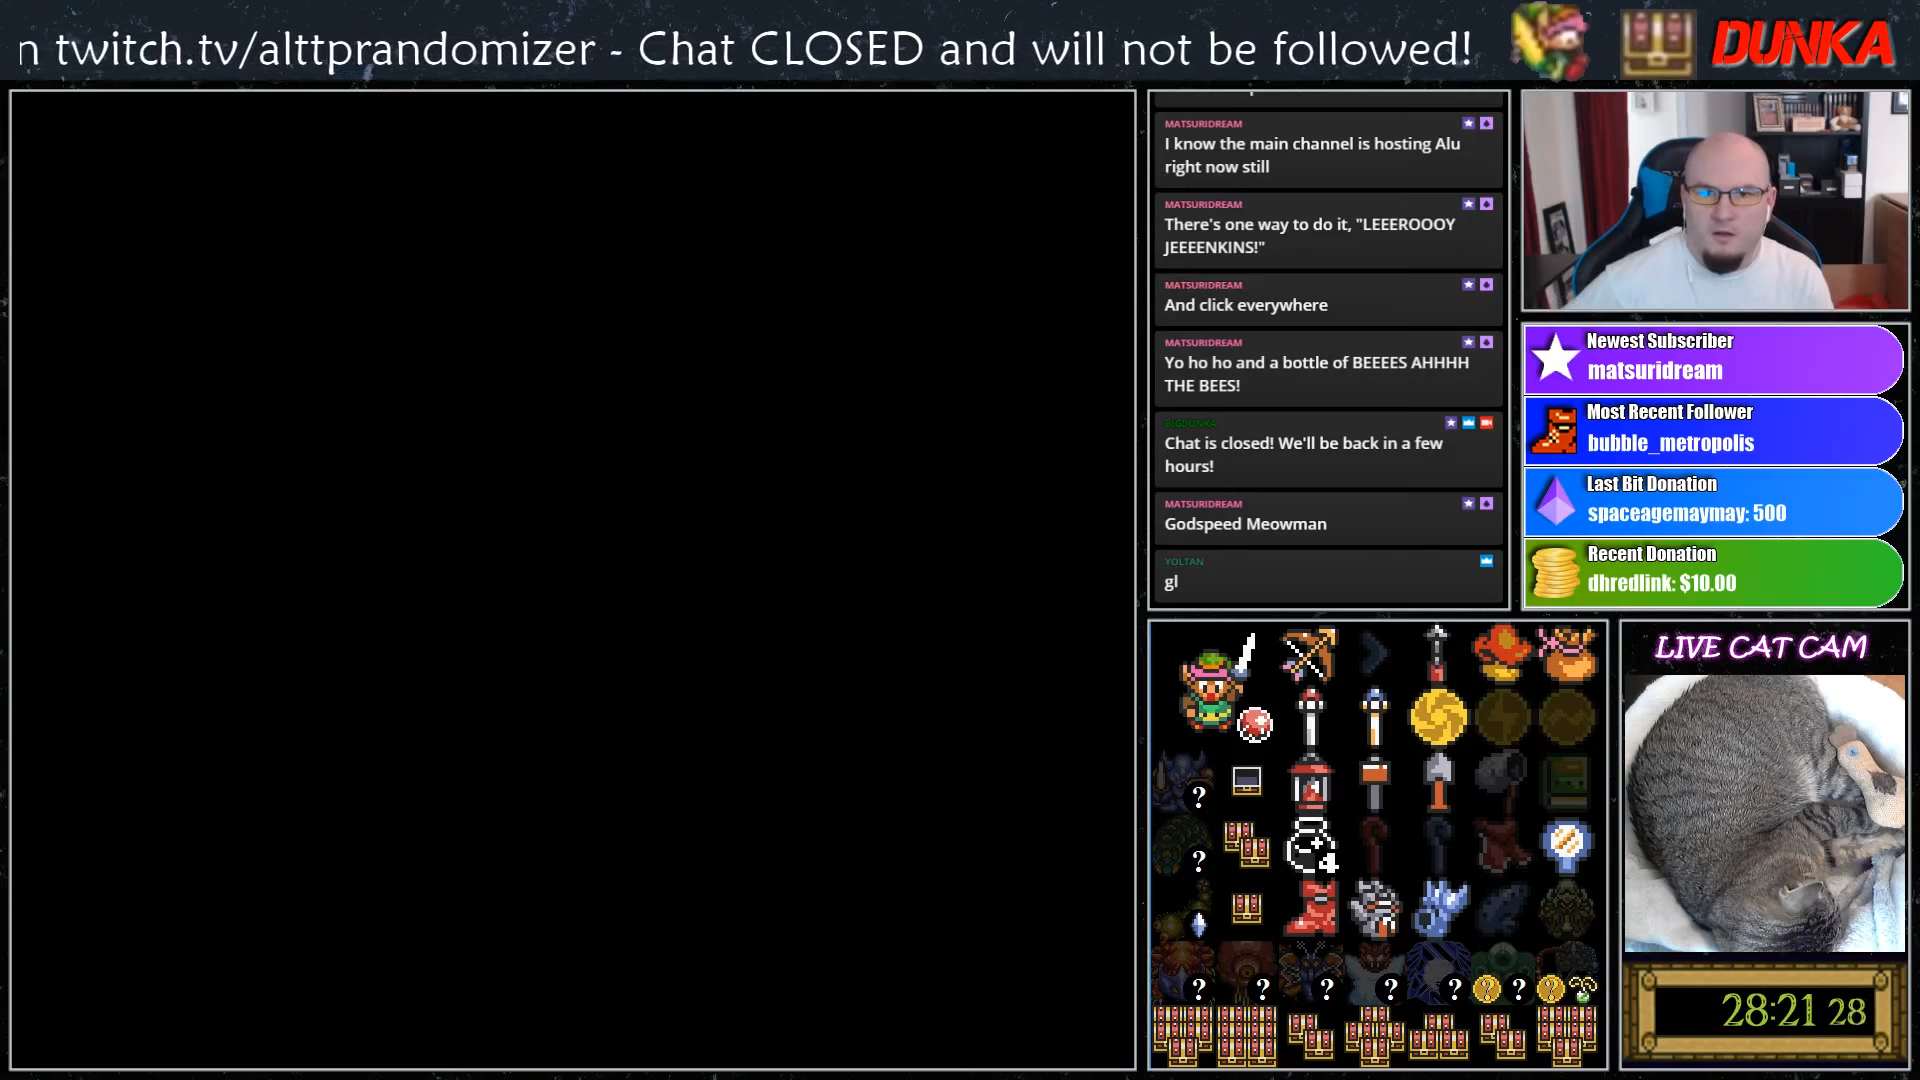 n twitch.tv/alttprandomizer - Chat CLOSED and will not be followed!
DUNKA
MATSURIDREAM
I know the main channel is hosting Alu
right now still
MATSURIDREAM
There's one way to do it, "LEEEROOOY
JEEEENKINS!"
MATSURIDREAM
And click everywhere
MATSURIDREAM
Yo ho ho and a bottle of BEEEES AHHHH
THE BEES!
BIGDUNKA
Chat is closed! We'll be back in a few
hours!
MATSURIDREAM
Godspeed Meowman
YOLTAN
gl
Newest Subscriber
matsuridream
Most Recent Follower
bubble_metropolis
Last Bit Donation
spaceagemaymay: 500
Recent Donation
dhredlink: $10.00
?
?
4
? ? ? ? ? ? ? ?
LIVE CAT CAM
28:21 28